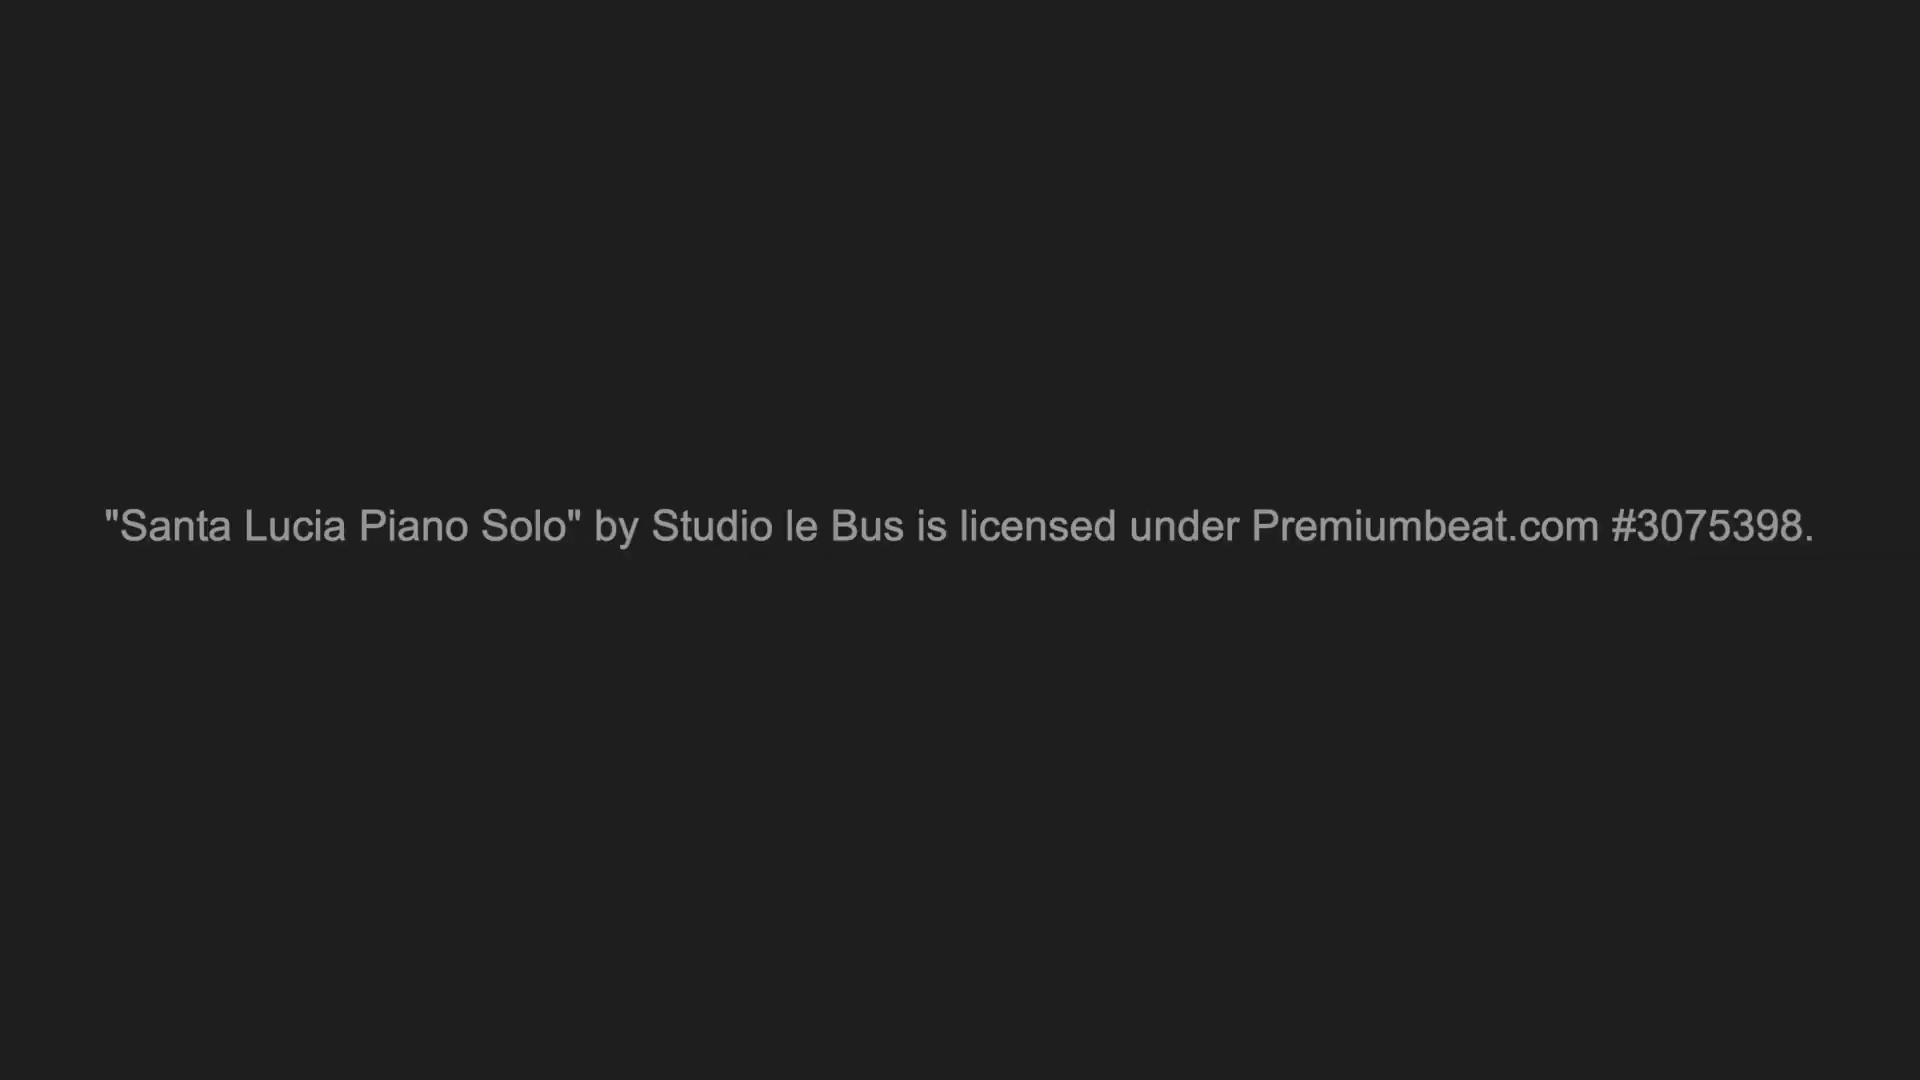 "Santa Lucia Piano Solo" by Studio le Bus is licensed under Premiumbeat.com #3075398.